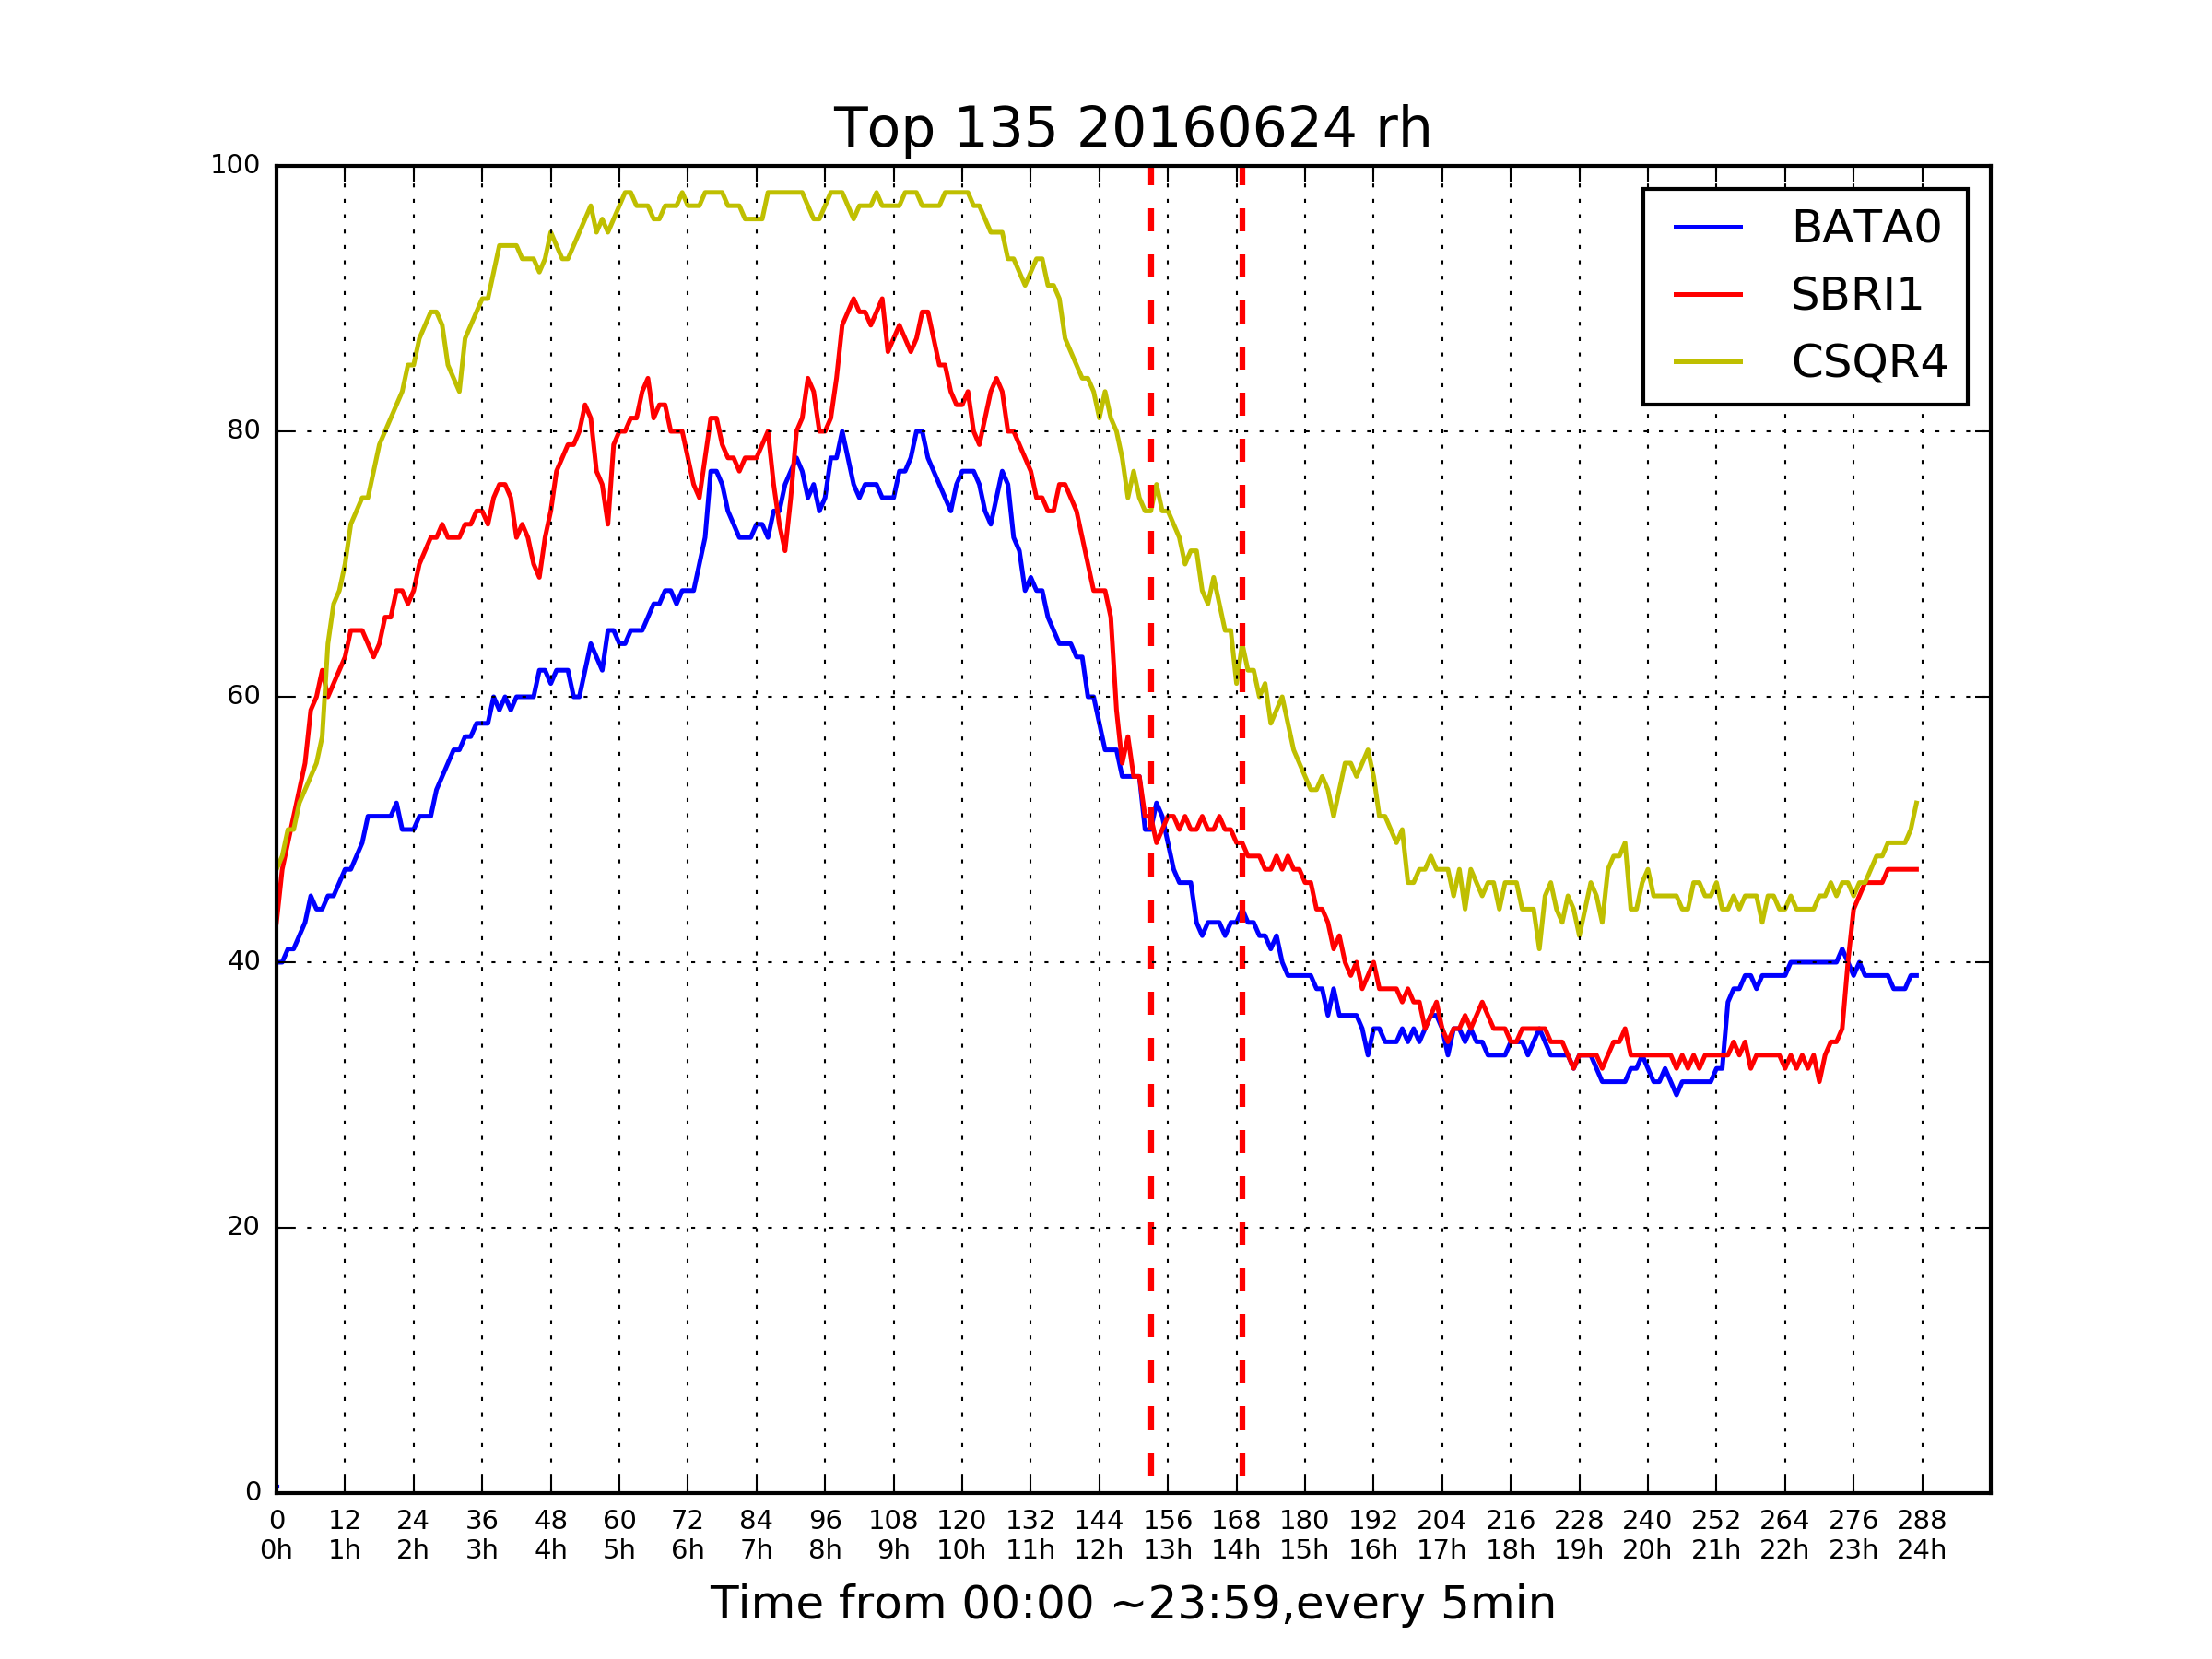 Top 135 20160624 rh
100
80
60
40
20
0
BATA0
SBRI1
CSQR4
0 12 24 36 48 60 72 84 96 108 120 132 144 156 168 180 192 204 216 228 240 252 264 276 288
0h 1h 2h 3h 4h 5h 6h 7h 8h 9h 10h 11h 12h 13h 14h 15h 16h 17h 18h 19h 20h 21h 22h 23h 24h
Time from 00:00 ~23:59,every 5min